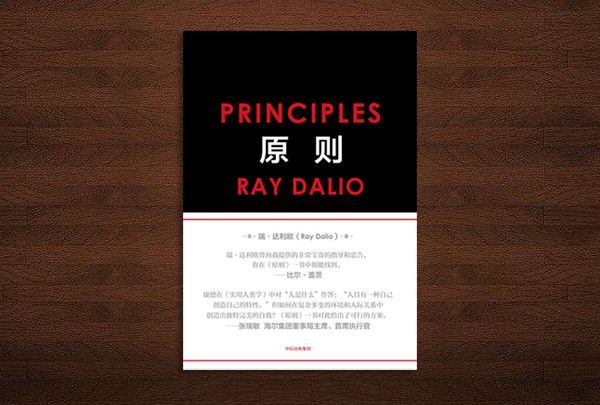 PRINCIPLES
原 则
RAY DALIO
·著· 瑞·达利欧(Ray Dalio)·著·
瑞·达利欧曾向我提供的非常宝贵的指导和忠告,
你在《原则》一书中都能找到。
——比尔·盖茨
康德在《实用人类学》中对“人是什么”作答:“人具有一种自己
创造自己的特性。”但如何在复杂多变的环境和人际关系中
创造出独特完美的自我?《原则》一书对此给出了可行的方案。
——张瑞敏 海尔集团董事局主席、首席执行官
中信出版集团